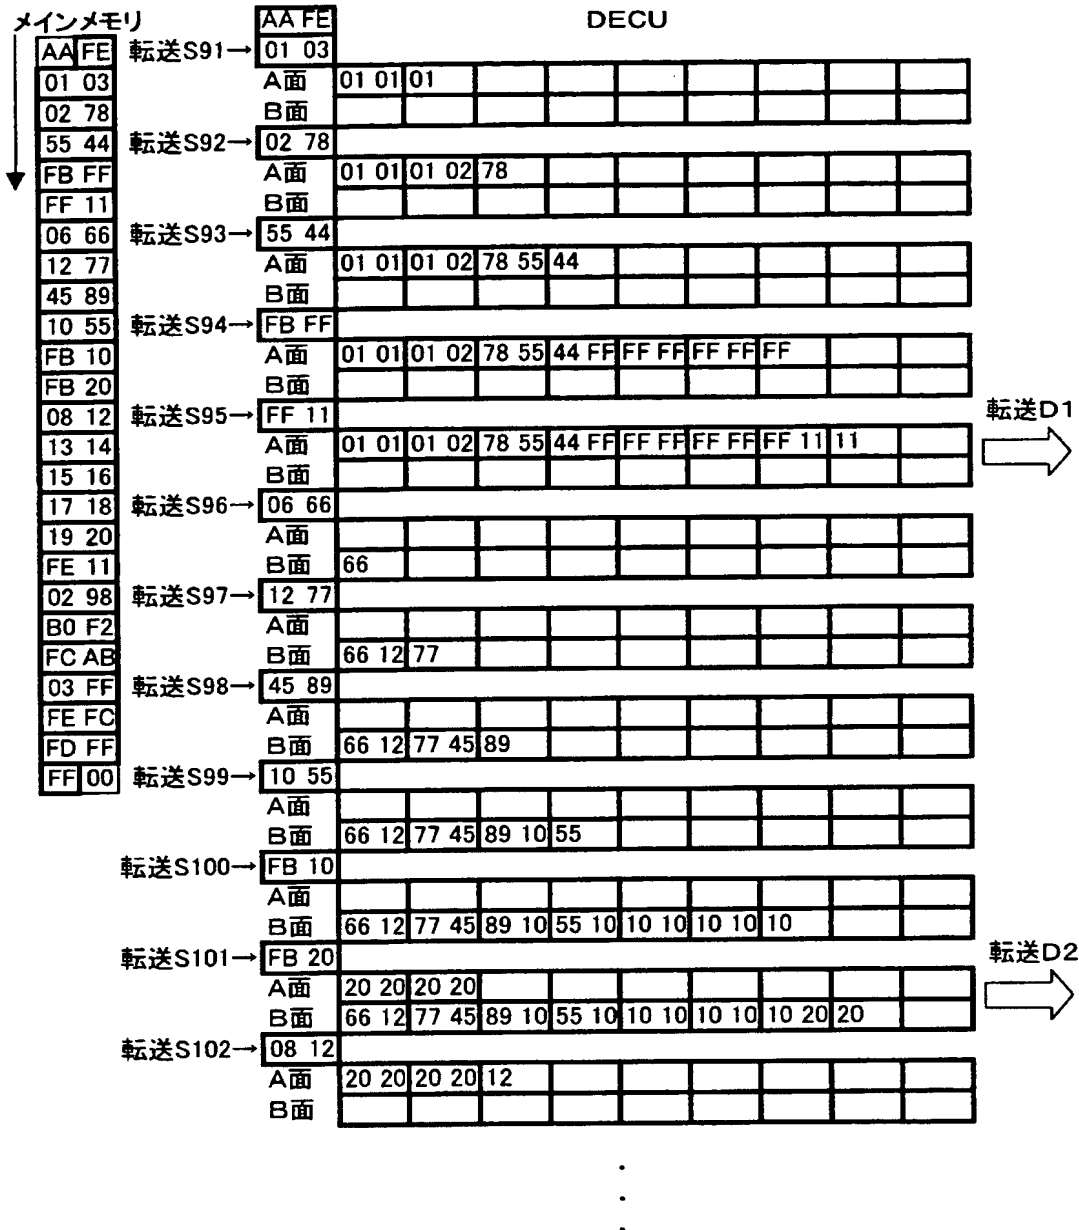 メインメモリ
AA FE
01 03
02 78
55 44
FB FF
FF 11
06 66
12 77
45 89
10 55
FB 10
FB 20
08 12
13 14
15 16
17 18
19 20
FE 11
02 98
B0 F2
FC AB
03 FF
FE FC
FD FF
FF 00
DECU
AA FE
転送S91→ 01 03
A面 01 01 01
B面
転送S92→ 02 78
A面 01 01 01 02 78
B面
転送S93→ 55 44
A面 01 01 01 02 78 55 44
B面
転送S94→ FB FF
A面 01 01 01 02 78 55 44 FF FF FF FF FF FF
B面
転送S95→ FF 11
A面 01 01 01 02 78 55 44 FF FF FF FF FF FF 11 11
B面
転送D1
転送S96→ 06 66
A面
B面 66
転送S97→ 12 77
A面
B面 66 12 77
転送S98→ 45 89
A面
B面 66 12 77 45 89
転送S99→ 10 55
A面
B面 66 12 77 45 89 10 55
転送S100→ FB 10
A面
B面 66 12 77 45 89 10 55 10 10 10 10 10 10
転送S101→ FB 20
A面 20 20 20 20
B面 66 12 77 45 89 10 55 10 10 10 10 10 10 20 20
転送D2
転送S102→ 08 12
A面 20 20 20 20 12
B面